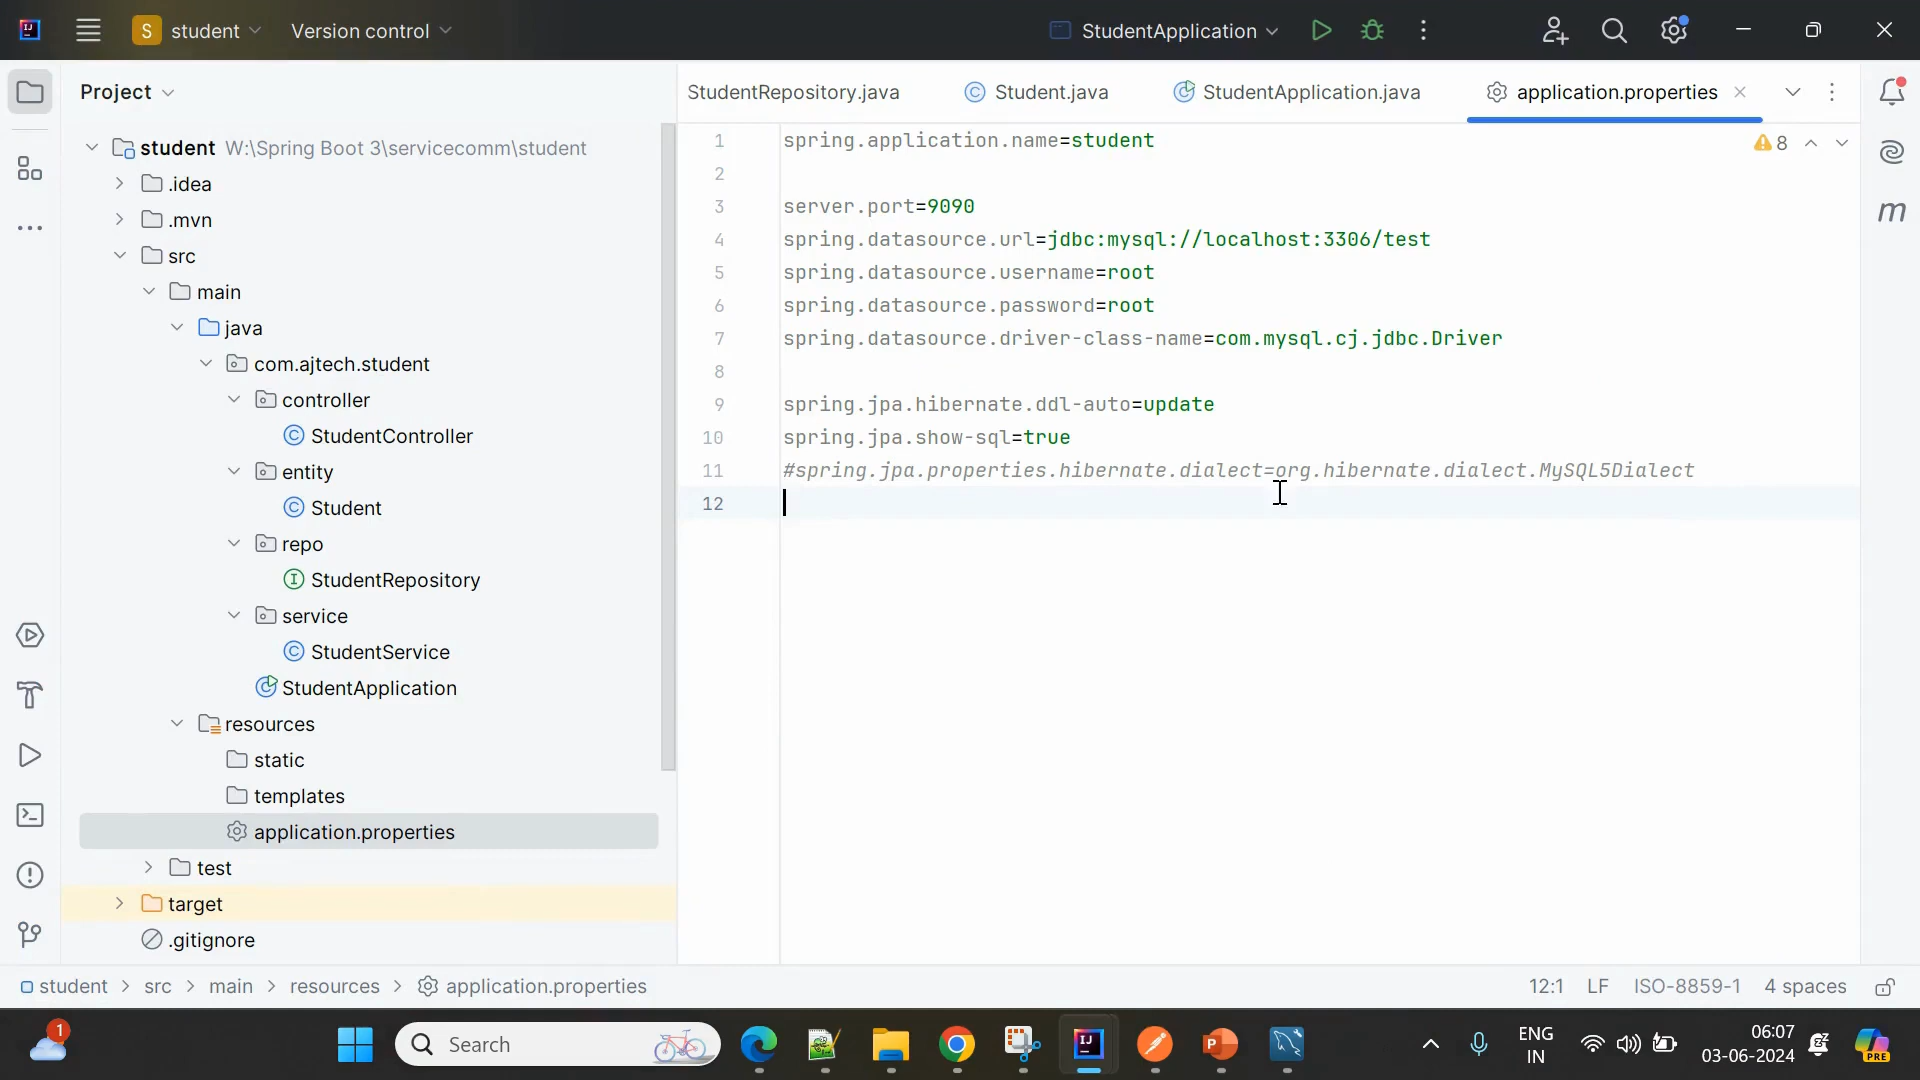 S student Version control StudentApplication
Project
StudentRepository.java Student.java StudentApplication.java application.properties
student W:\Spring Boot 3\servicecomm\student
.idea
.mvn
src
main
java
com.ajtech.student
controller
StudentController
entity
Student
repo
StudentRepository
service
StudentService
StudentApplication
resources
static
templates
application.properties
test
target
.gitignore
1 spring.application.name=student
2
3 server.port=9090
4 spring.datasource.url=jdbc:mysql://localhost:3306/test
5 spring.datasource.username=root
6 spring.datasource.password=root
7 spring.datasource.driver-class-name=com.mysql.cj.jdbc.Driver
8
9 spring.jpa.hibernate.ddl-auto=update
10 spring.jpa.show-sql=true
11 #spring.jpa.properties.hibernate.dialect=org.hibernate.dialect.MySQL5Dialect
12
8
m
student > src > main > resources > application.properties 12:1 LF ISO-8859-1 4 spaces
1 Search IJ P ENG IN 06:07 03-06-2024 PRE